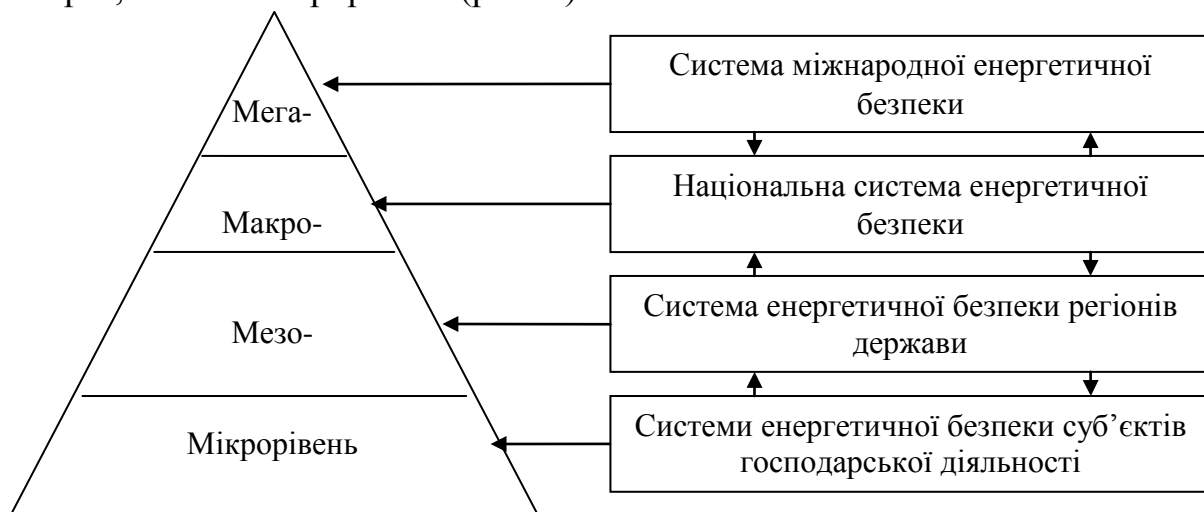 Мега-
Макро-
Мезо-
Мікрорівень
Система міжнародної енергетичної
безпеки
Національна система енергетичної
безпеки
Система енергетичної безпеки регіонів
держави
Системи енергетичної безпеки суб’єктів
господарської діяльності